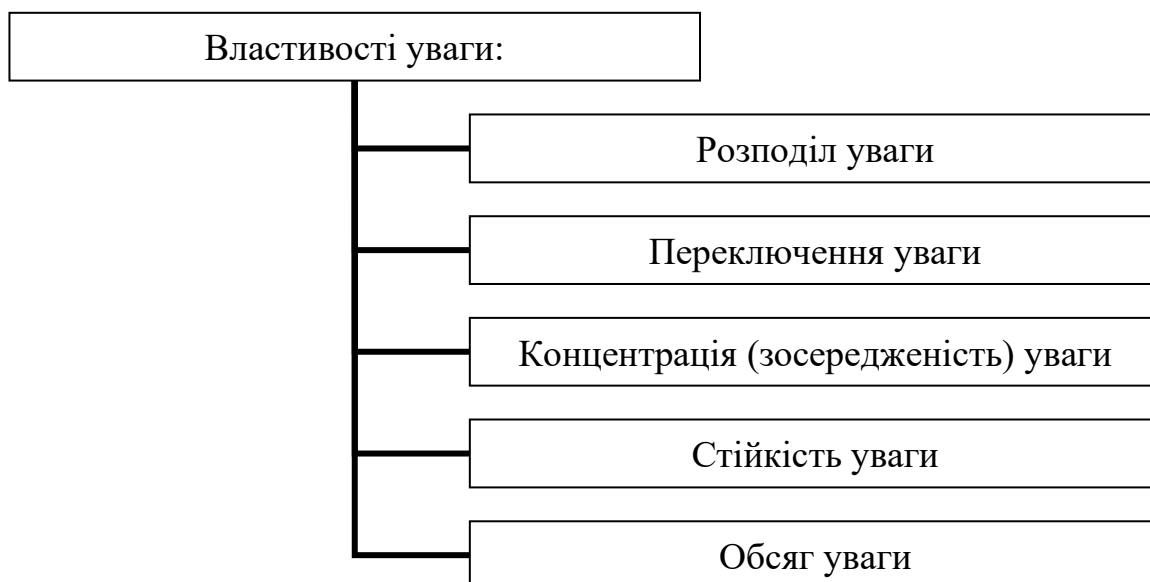 Властивості уваги:
Розподіл уваги
Переключення уваги
Концентрація (зосередженість) уваги
Стійкість уваги
Обсяг уваги